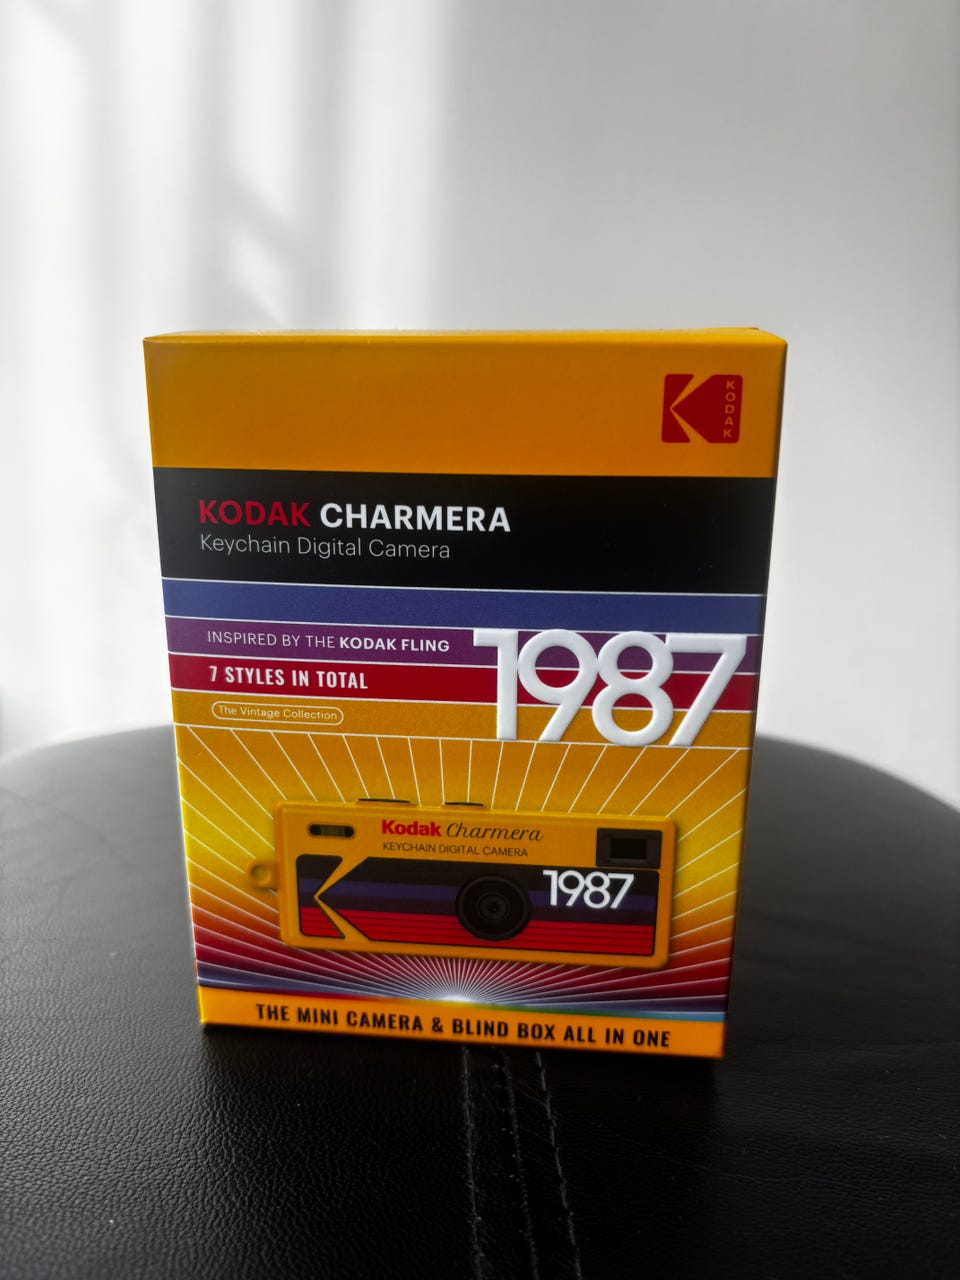 KODAK
KODAK CHARMERA
Keychain Digital Camera
INSPIRED BY THE KODAK FLING
1987
7 STYLES IN TOTAL
The Vintage Collection
Kodak Charmera
KEYCHAIN DIGITAL CAMERA
1987
THE MINI CAMERA & BLIND BOX ALL IN ONE